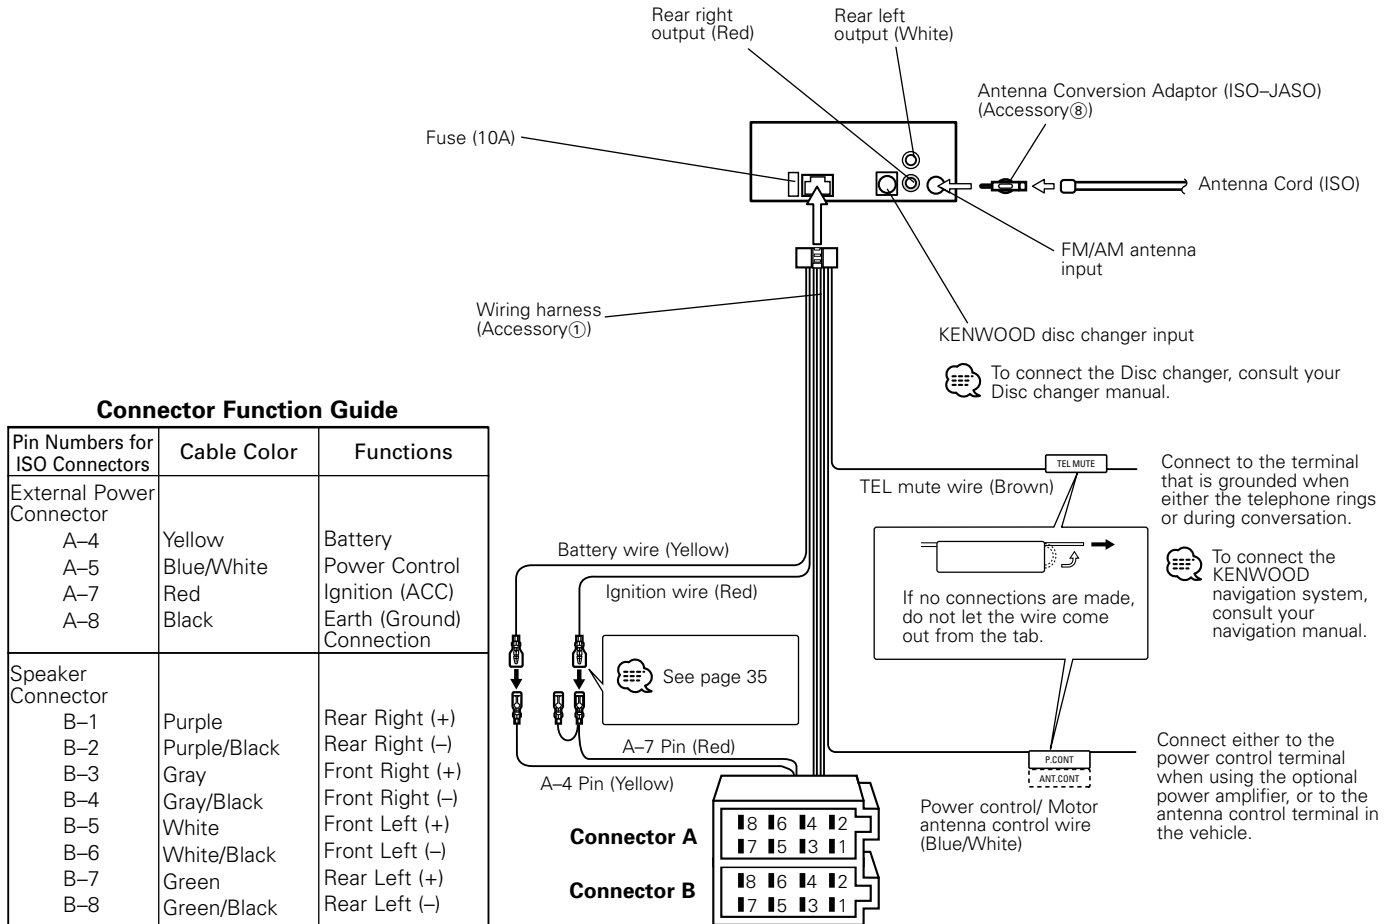 Rear right
output (Red)
Rear left
output (White)
Antenna Conversion Adaptor (ISO–JASO)
(Accessory⑧)
Fuse (10A)
Antenna Cord (ISO)
FM/AM antenna
input
Wiring harness
(Accessory①)
KENWOOD disc changer input
To connect the Disc changer, consult your
Disc changer manual.
Connector Function Guide
Pin Numbers for
ISO Connectors
Cable Color
Functions
External Power
Connector
A–4 Yellow Battery
A–5 Blue/White Power Control
A–7 Red Ignition (ACC)
A–8 Black Earth (Ground)
Connection
Speaker
Connector
B–1 Purple Rear Right (+)
B–2 Purple/Black Rear Right (–)
B–3 Gray Front Right (+)
B–4 Gray/Black Front Right (–)
B–5 White Front Left (+)
B–6 White/Black Front Left (–)
B–7 Green Rear Left (+)
B–8 Green/Black Rear Left (–)
TEL MUTE
TEL mute wire (Brown)
Connect to the terminal
that is grounded when
either the telephone rings
or during conversation.
To connect the
KENWOOD
navigation system,
consult your
navigation manual.
If no connections are made,
do not let the wire come
out from the tab.
Battery wire (Yellow)
Ignition wire (Red)
See page 35
A–7 Pin (Red)
A–4 Pin (Yellow)
P.CONT
ANT.CONT
Power control/ Motor
antenna control wire
(Blue/White)
Connect either to the
power control terminal
when using the optional
power amplifier, or to the
antenna control terminal in
the vehicle.
Connector A
8 6 4 2
7 5 3 1
Connector B
8 6 4 2
7 5 3 1